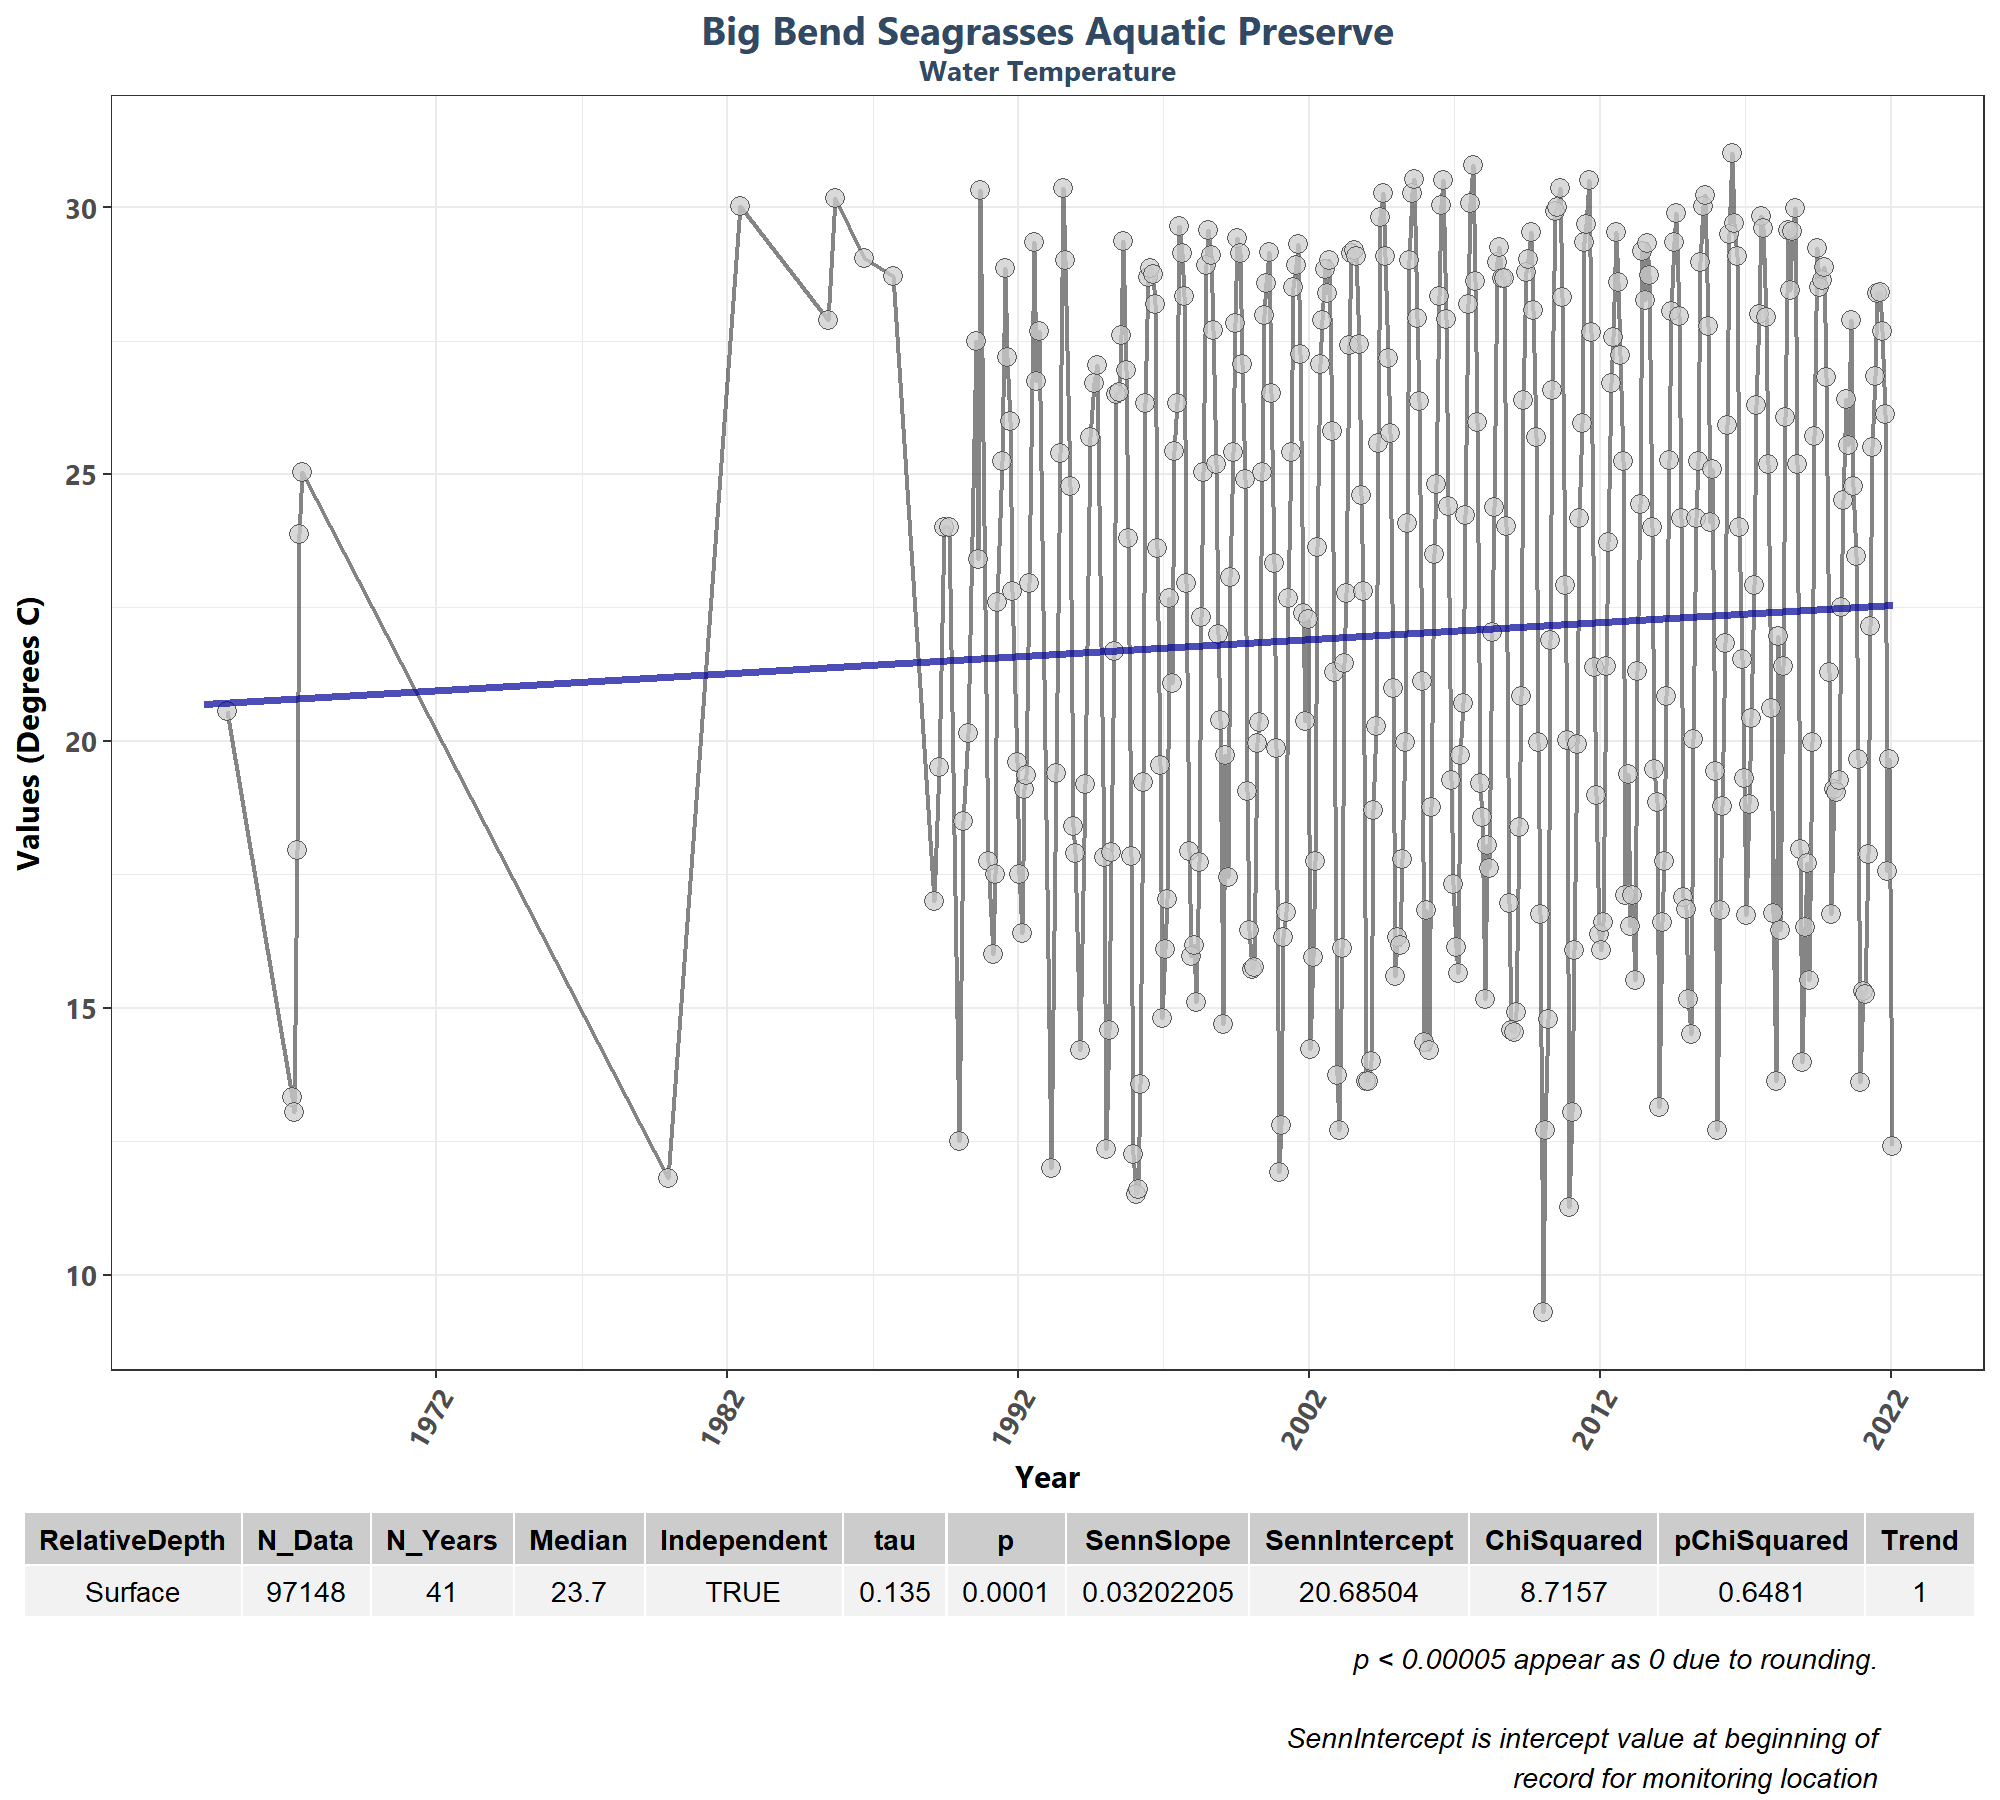 Big Bend Seagrasses Aquatic Preserve
Water Temperature
Values (Degrees C)
30
25
20
15
10
1972
1982
1992
2002
2012
2022
Year
RelativeDepth N_Data N_Years Median Independent tau p SennSlope SennIntercept ChiSquared pChiSquared Trend
Surface 97148 41 23.7 TRUE 0.135 0.0001 0.03202205 20.68504 8.7157 0.6481 1
p < 0.00005 appear as 0 due to rounding.
SennIntercept is intercept value at beginning of
record for monitoring location